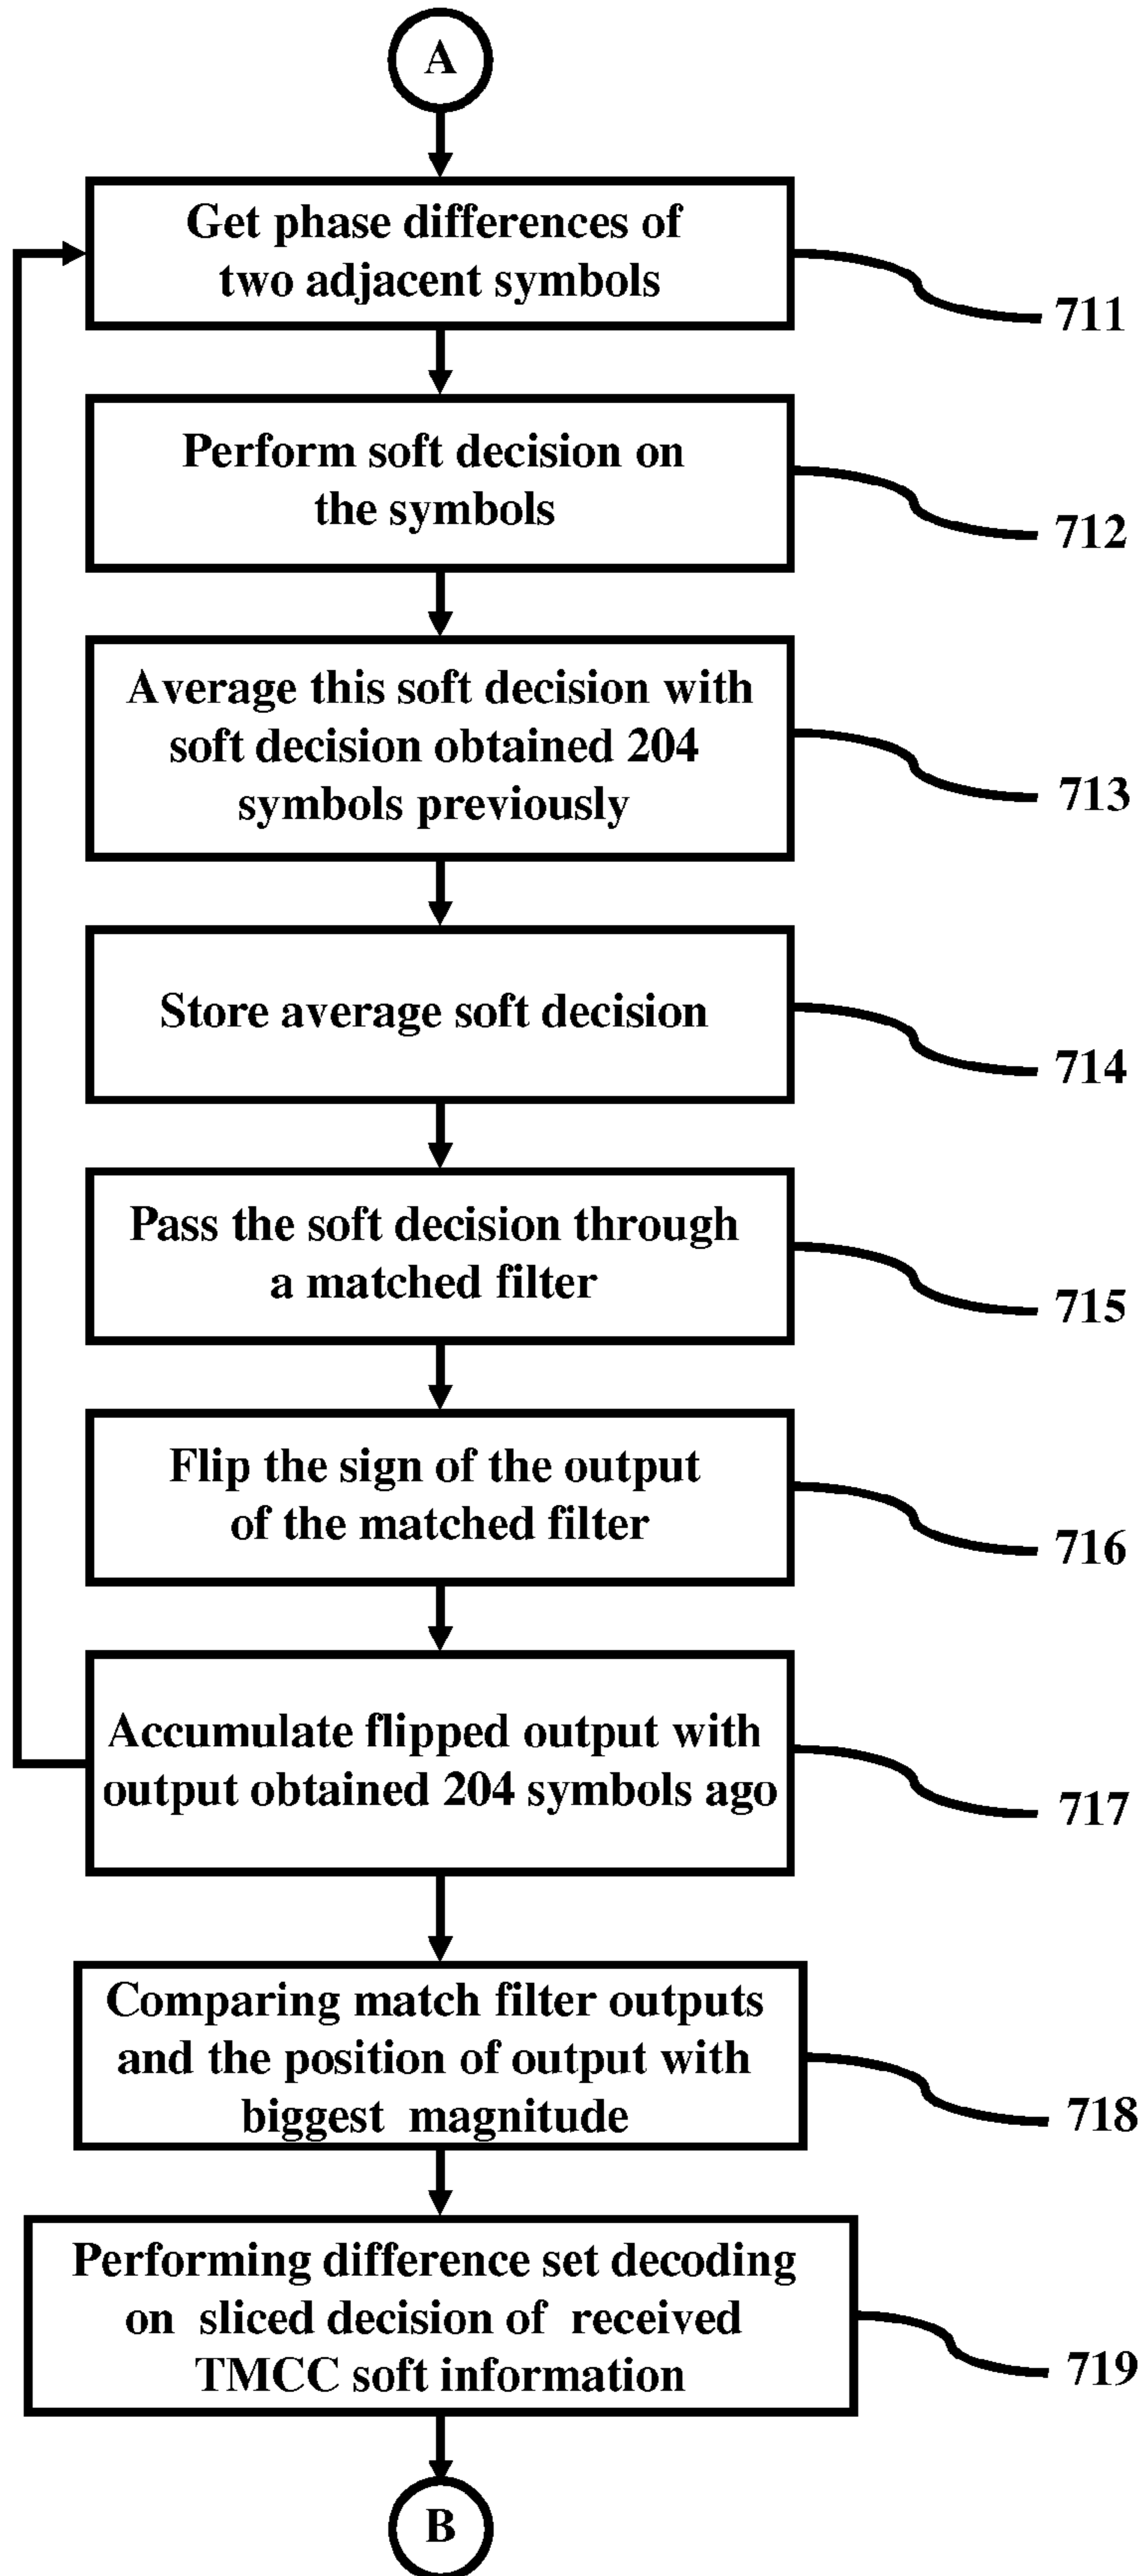 A
Get phase differences of
two adjacent symbols
711
Perform soft decision on
the symbols
712
Average this soft decision with
soft decision obtained 204
symbols previously
713
Store average soft decision
714
Pass the soft decision through
a matched filter
715
Flip the sign of the output
of the matched filter
716
Accumulate flipped output with
output obtained 204 symbols ago
717
Comparing match filter outputs
and the position of output with
biggest magnitude
718
Performing difference set decoding
on sliced decision of received
TMCC soft information
719
B